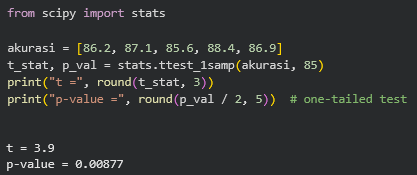 from scipy import stats
akurasi = [86.2, 87.1, 85.6, 88.4, 86.9]
t_stat, p_val = stats.ttest_1samp(akurasi, 85)
print("t =", round(t_stat, 3))
print("p-value =", round(p_val / 2, 5))  # one-tailed test
t = 3.9
p-value = 0.00877